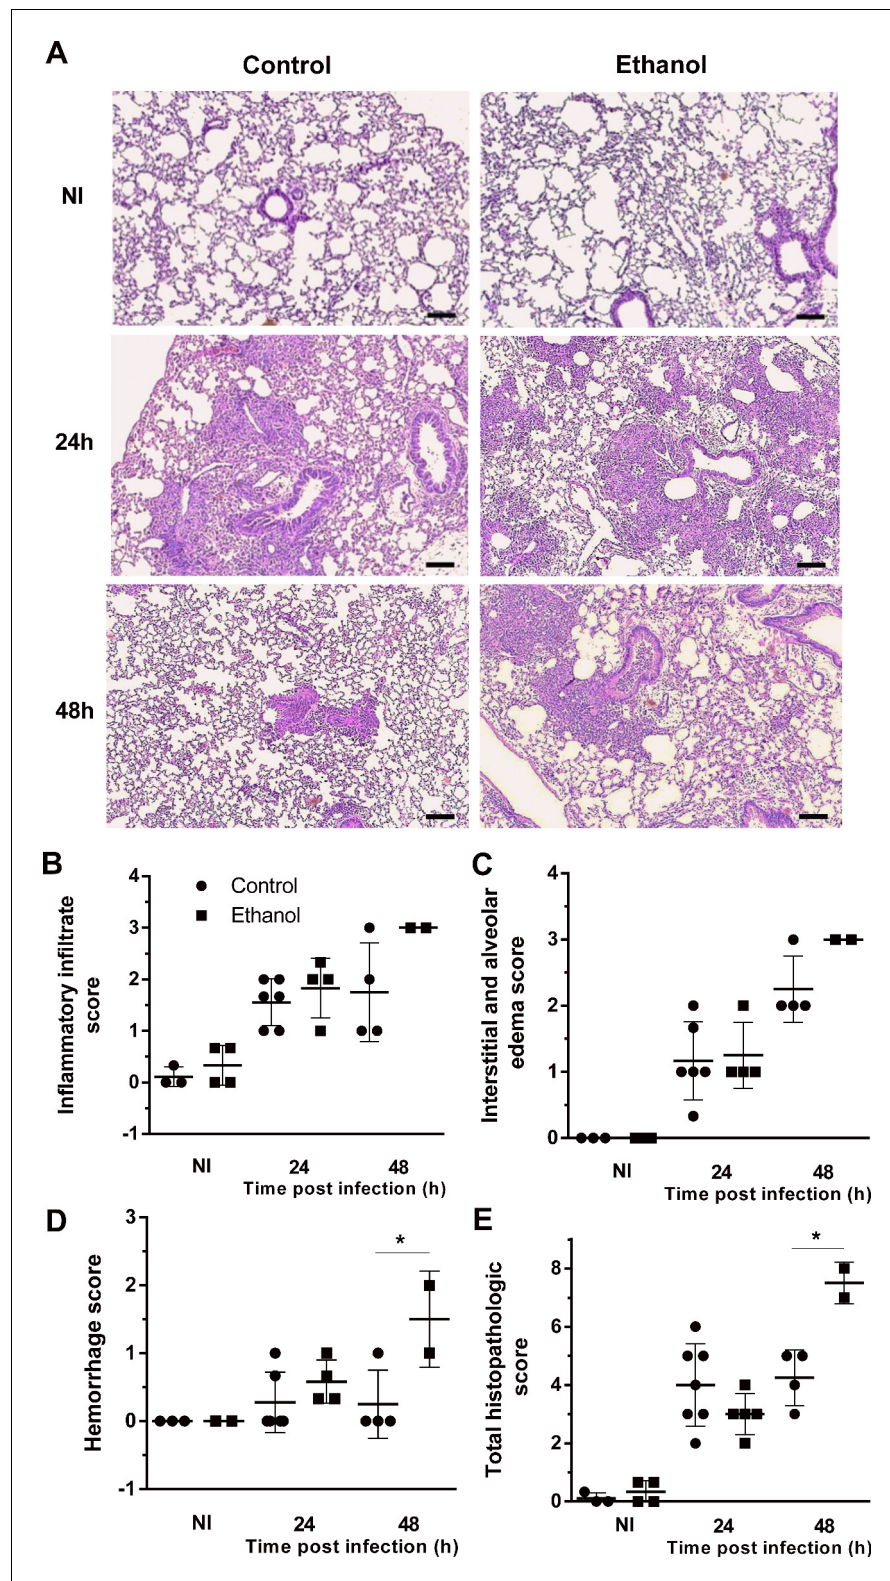 A
Control
Ethanol
NI
24h
48h
B
Inflammatory infiltrate
score
4
3
2
1
0
-1
Control
Ethanol
NI
24
48
Time post infection (h)
C
Interstitial and alveolar
edema score
4
3
2
1
0
NI
24
48
Time post infection (h)
D
Hemorrhage score
3
2
1
0
-1
*
NI
24
48
Time post infection (h)
E
Total histopathologic
score
8
6
4
2
0
*
NI
24
48
Time post infection (h)